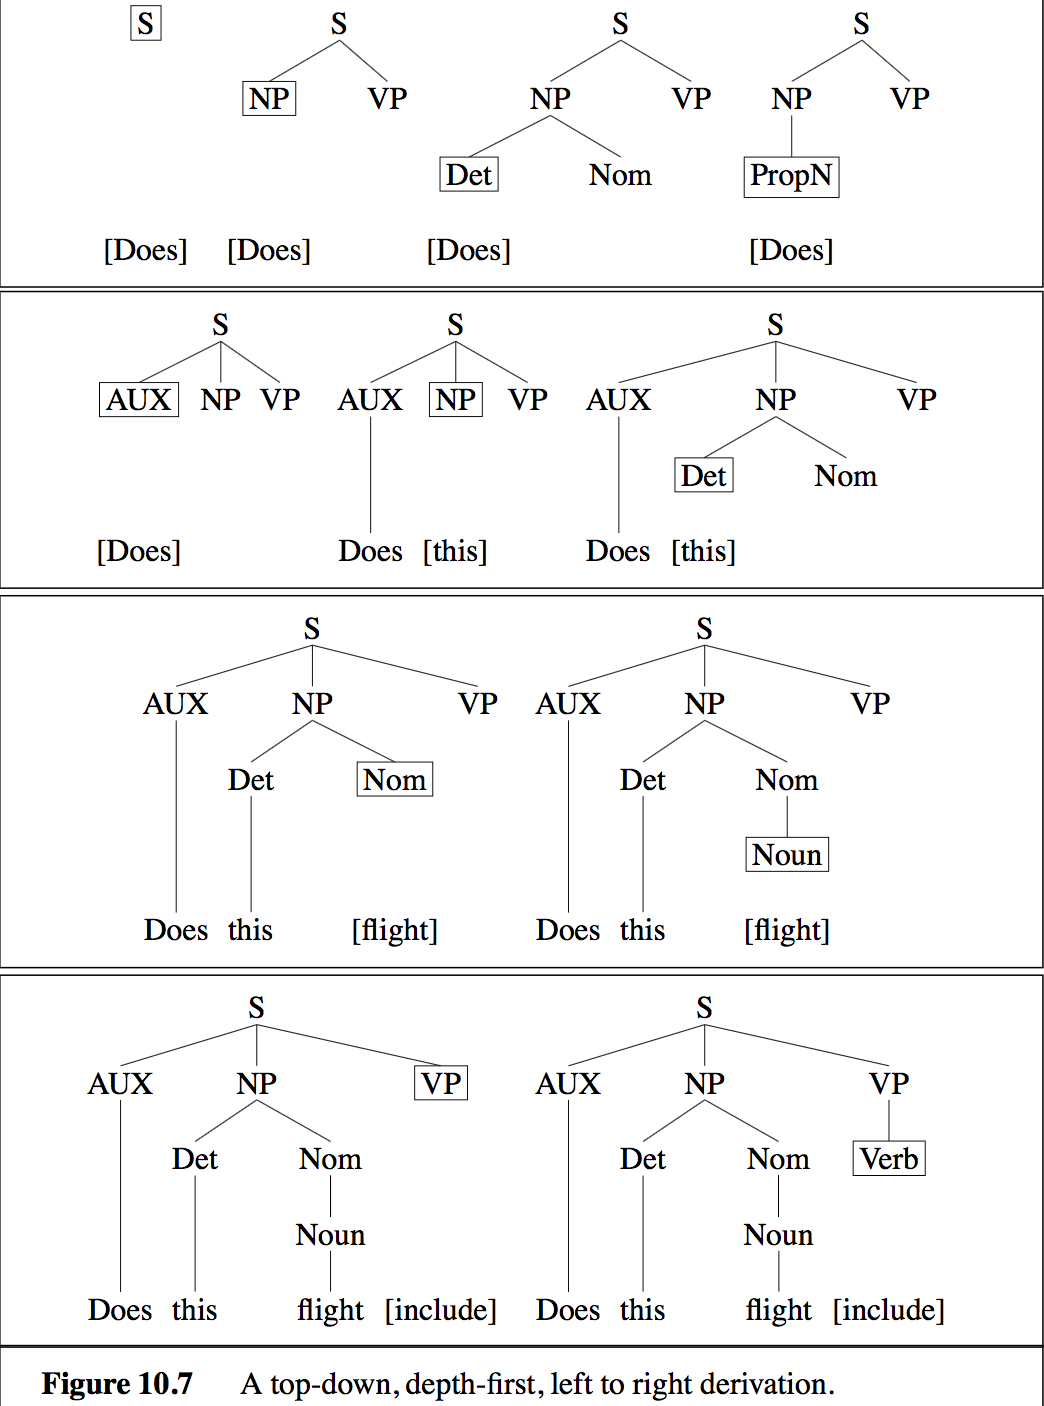 S S S S
NP VP NP VP NP VP
Det Nom PropN
[Does] [Does] [Does] [Does]
S S S
AUX NP VP AUX NP VP AUX NP VP
Det Nom
[Does] Does [this] Does [this]
S S
AUX NP VP AUX NP VP
Det Nom Det Nom
Noun
Does this [flight] Does this [flight]
S S
AUX NP VP AUX NP VP
Det Nom Det Nom Verb
Noun Noun
Does this flight [include] Does this flight [include]
Figure 10.7 A top-down, depth-first, left to right derivation.